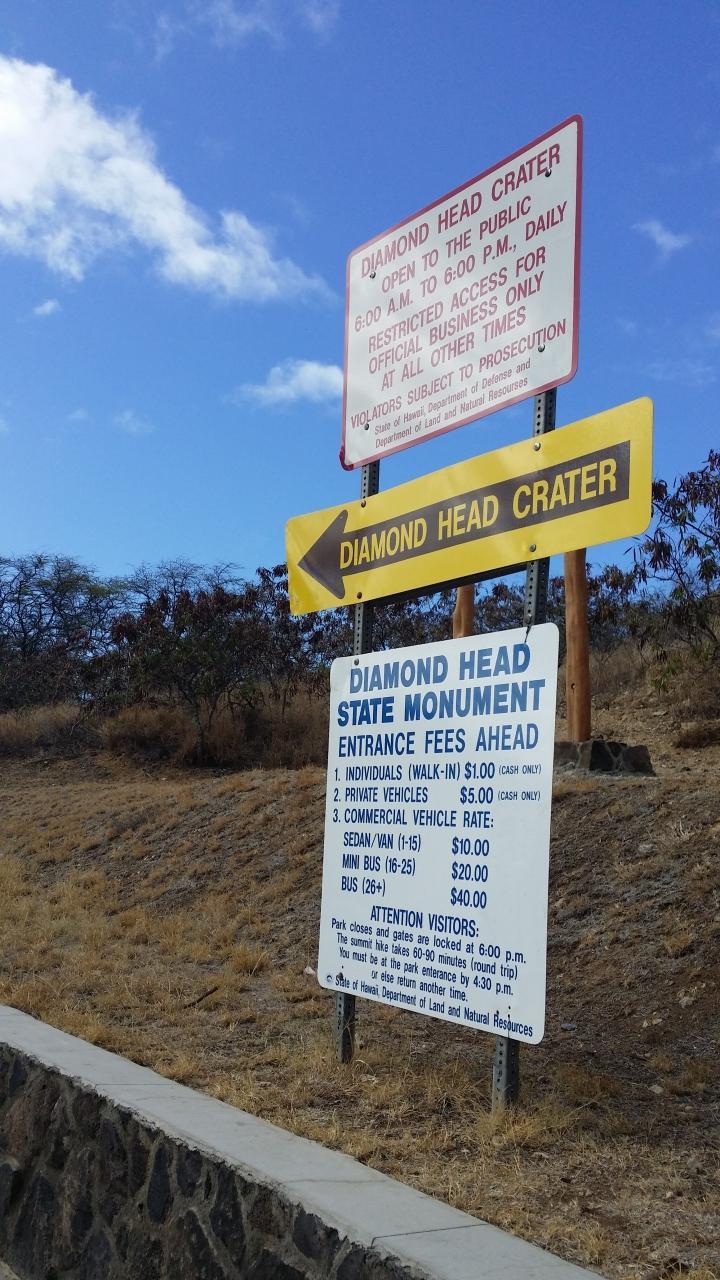 DIAMOND HEAD CRATER
OPEN TO THE PUBLIC
6:00 A.M. TO 6:00 P.M., DAILY
RESTRICTED ACCESS FOR
OFFICIAL BUSINESS ONLY
AT ALL OTHER TIMES
VIOLATORS SUBJECT TO PROSECUTION
State of Hawaii, Department of Defense and
Department of Land and Natural Resourses
DIAMOND HEAD CRATER
DIAMOND HEAD
STATE MONUMENT
ENTRANCE FEES AHEAD
1. INDIVIDUALS (WALK-IN) $1.00 (CASH ONLY)
2. PRIVATE VEHICLES $5.00 (CASH ONLY)
3. COMMERCIAL VEHICLE RATE:
SEDAN/VAN (1-15) $10.00
MINI BUS (16-25) $20.00
BUS (26+) $40.00
ATTENTION VISITORS:
Park closes and gates are locked at 6:00 p.m.
The summit hike takes 60-90 minutes (round trip)
You must be at the park entrance by 4:30 p.m.
or else return another time.
State of Hawaii, Department of Land and Natural Resources